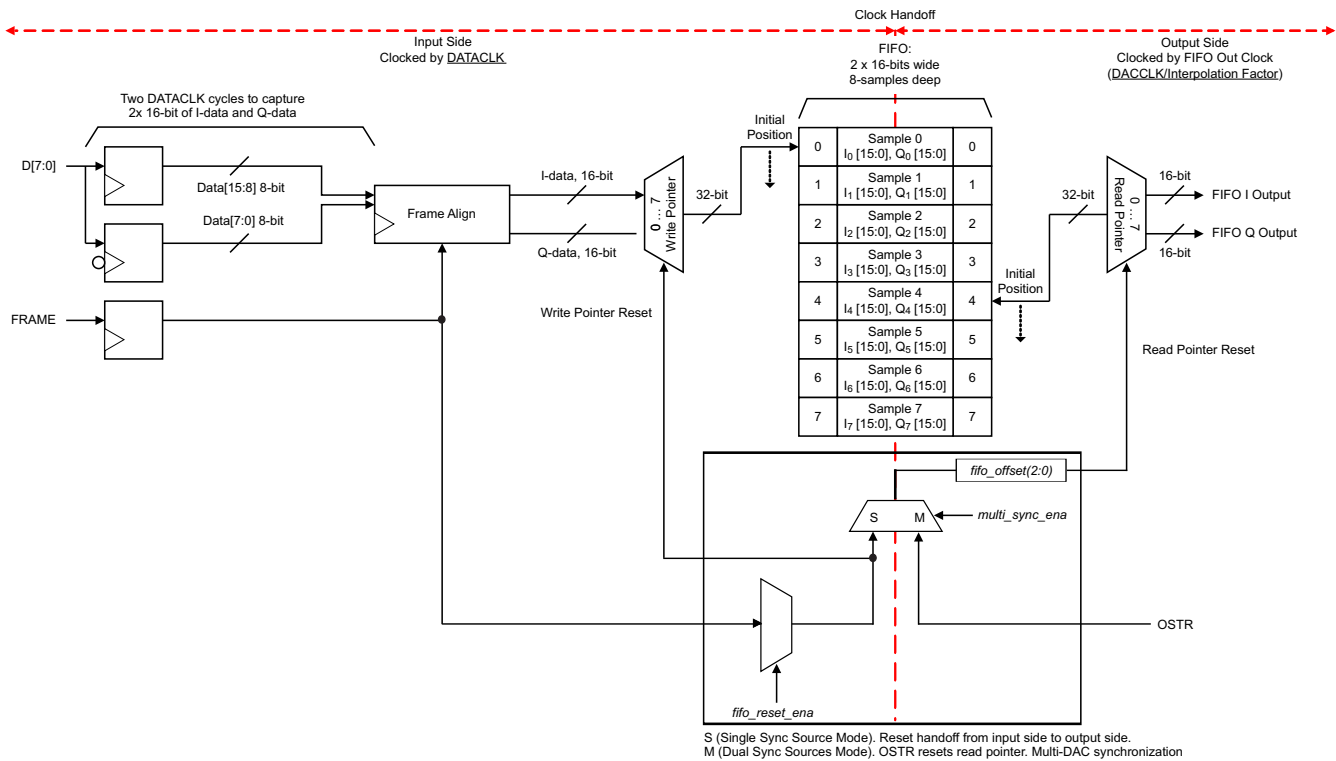 Clock Handoff
Input Side
Clocked by DATACLK
FIFO:
2 x 16-bits wide
8-samples deep
Output Side
Clocked by FIFO Out Clock
(DACCLK/Interpolation Factor)
Two DATACLK cycles to capture
2x 16-bit of I-data and Q-data
D[7:0]
Data[15:8] 8-bit
Data[7:0] 8-bit
FRAME
Frame Align
I-data, 16-bit
Q-data, 16-bit
0 ... 7
Write Pointer
32-bit
Initial
Position
Write Pointer Reset
0
Sample 0
I0 [15:0], Q0 [15:0]
0
1
Sample 1
I1 [15:0], Q1 [15:0]
1
2
Sample 2
I2 [15:0], Q2 [15:0]
2
3
Sample 3
I3 [15:0], Q3 [15:0]
3
4
Sample 4
I4 [15:0], Q4 [15:0]
4
5
Sample 5
I5 [15:0], Q5 [15:0]
5
6
Sample 6
I6 [15:0], Q6 [15:0]
6
7
Sample 7
I7 [15:0], Q7 [15:0]
7
Initial
Position
32-bit
0 ... 7
Read Pointer
16-bit
FIFO I Output
FIFO Q Output
16-bit
Read Pointer Reset
fifo_offset(2:0)
S
M
multi_sync_ena
OSTR
fifo_reset_ena
S (Single Sync Source Mode). Reset handoff from input side to output side.
M (Dual Sync Sources Mode). OSTR resets read pointer. Multi-DAC synchronization